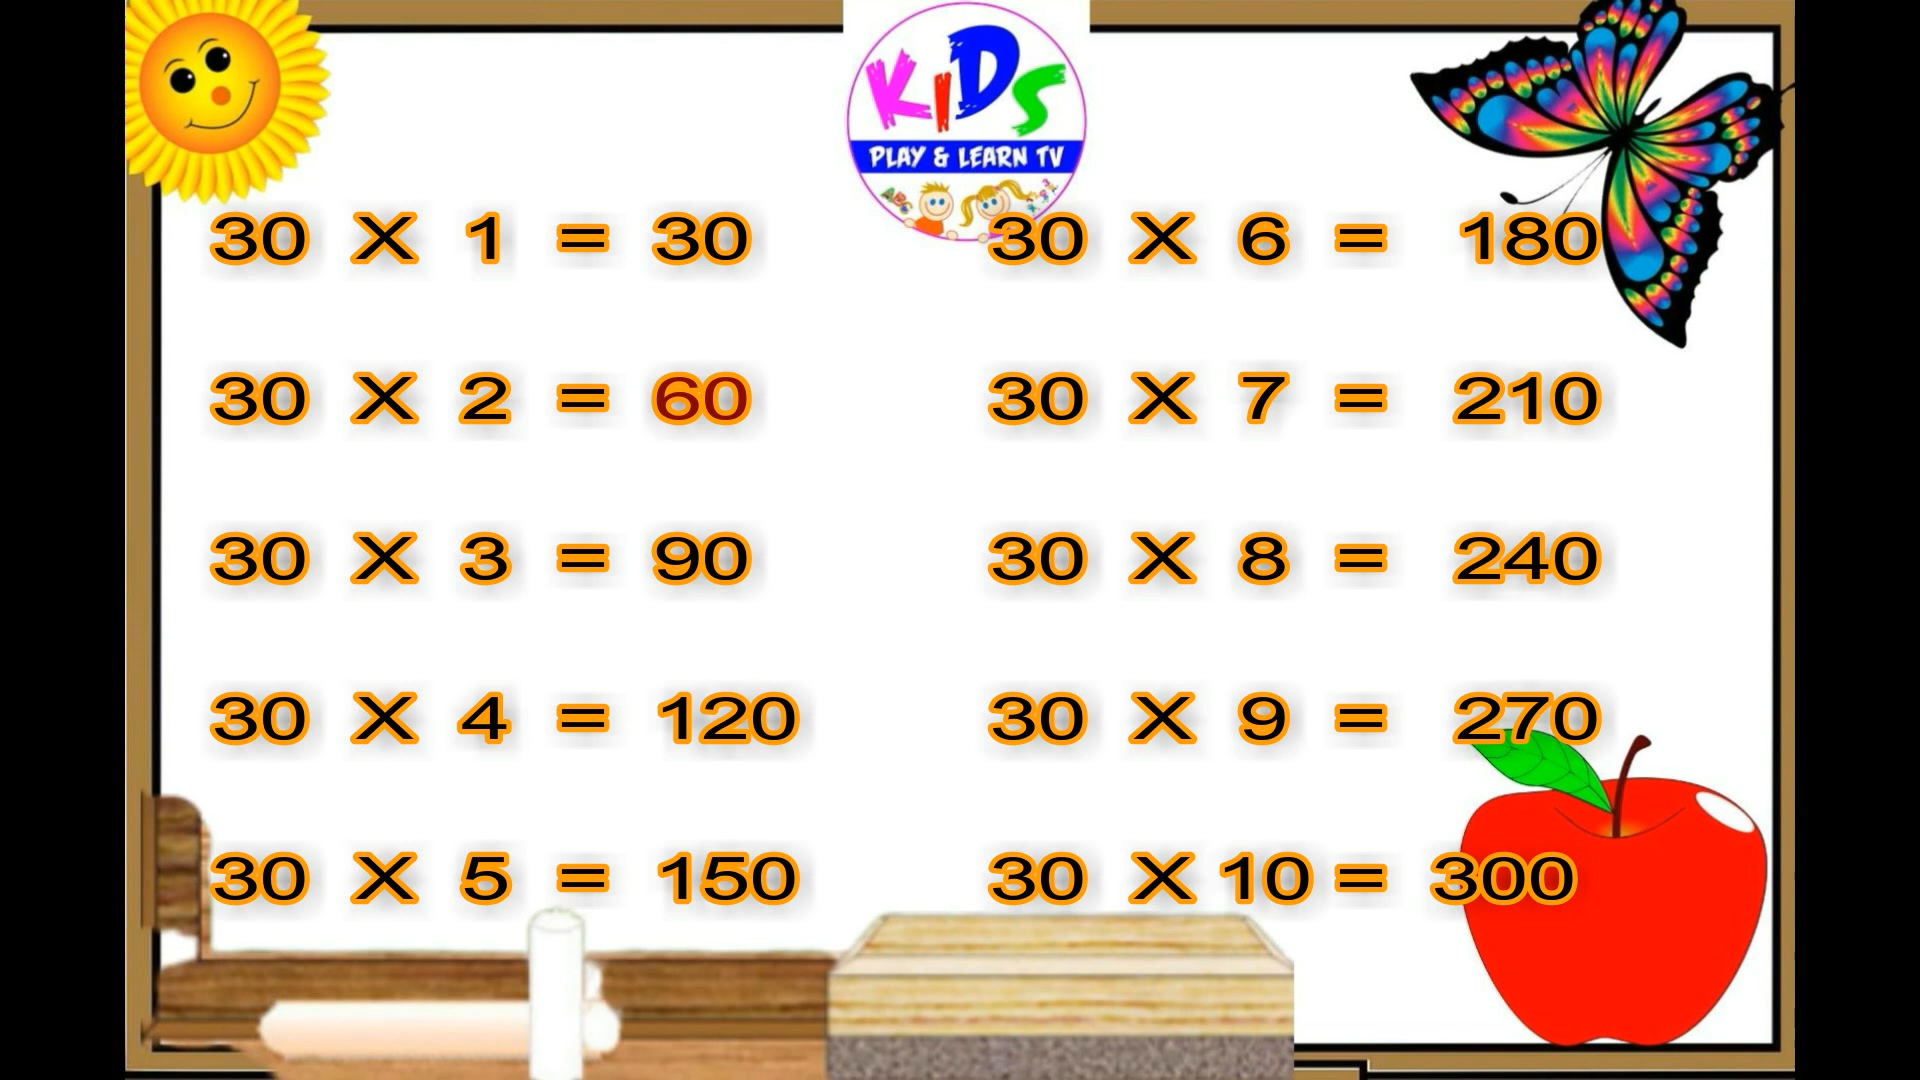 KiDS
PLAY & LEARN TV
30 X 1 = 30
30 X 2 = 60
30 X 3 = 90
30 X 4 = 120
30 X 5 = 150
30 X 6 = 180
30 X 7 = 210
30 X 8 = 240
30 X 9 = 270
30 X 10 = 300